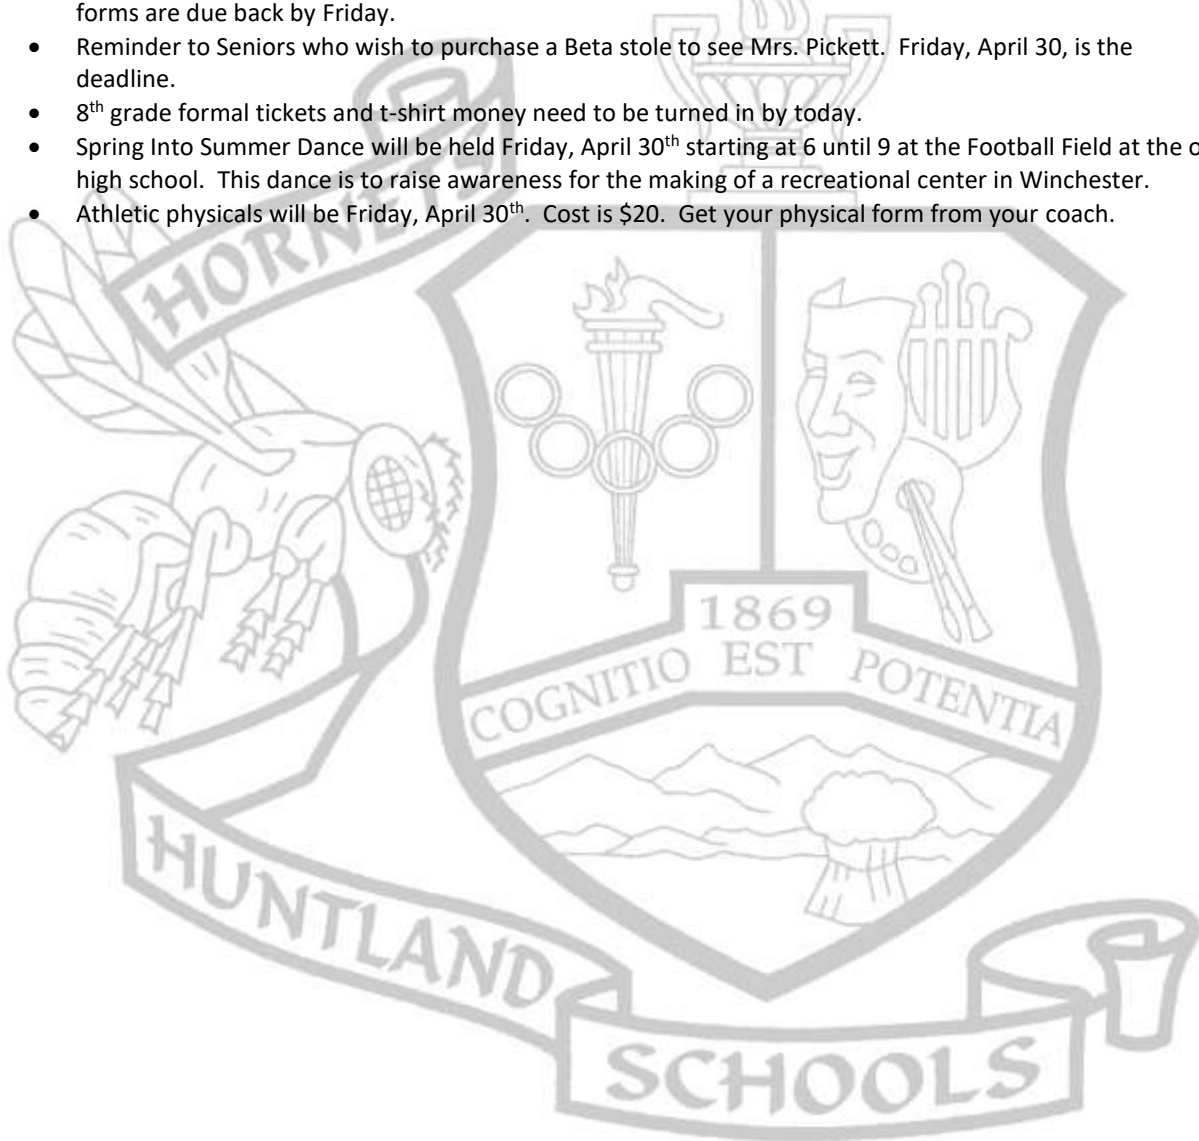 forms are due back by Friday.
• Reminder to Seniors who wish to purchase a Beta stole to see Mrs. Pickett.  Friday, April 30, is the
deadline.
• 8th grade formal tickets and t-shirt money need to be turned in by today.
• Spring Into Summer Dance will be held Friday, April 30th starting at 6 until 9 at the Football Field at the
high school.  This dance is to raise awareness for the making of a recreational center in Winchester.
• Athletic physicals will be Friday, April 30th.  Cost is $20.  Get your physical form from your coach.
HORNETS
1869
COGNITIO EST POTENTIA
HUNTLAND
SCHOOLS